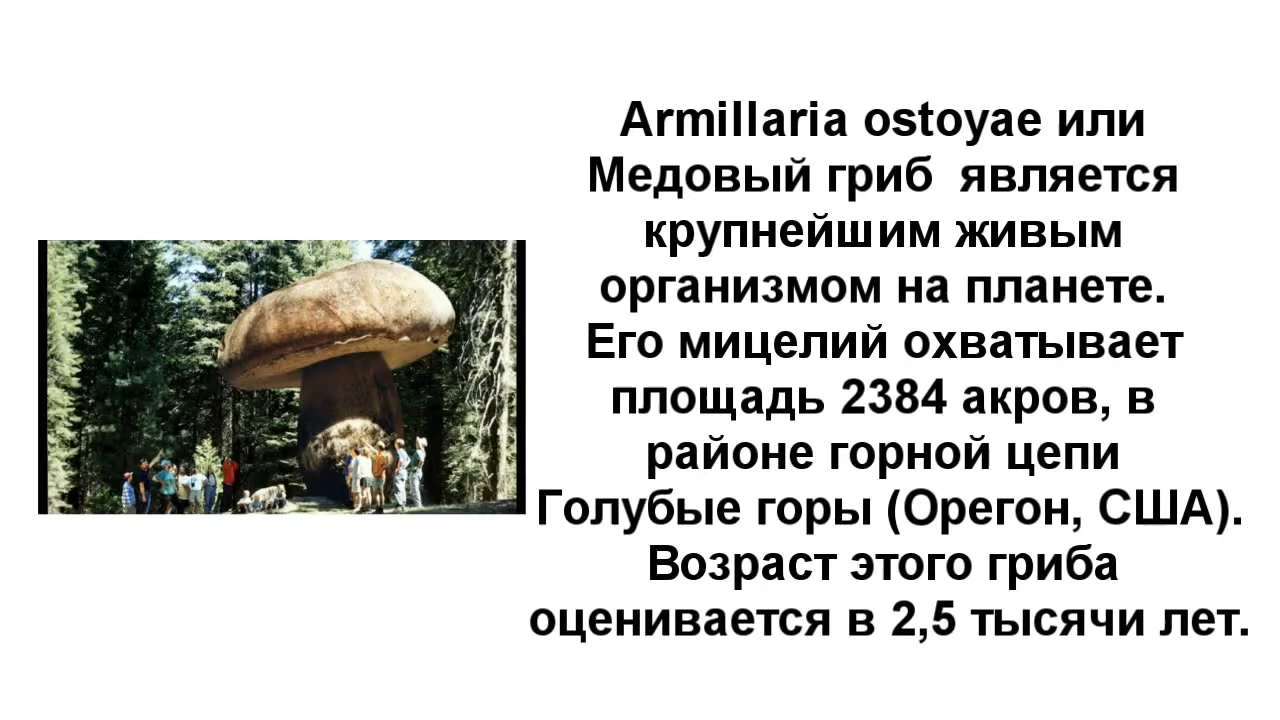 Armillaria ostoyae или
Медовый гриб является
крупнейшим живым
организмом на планете.
Его мицелий охватывает
площадь 2384 акров, в
районе горной цепи
Голубые горы (Орегон, США).
Возраст этого гриба
оценивается в 2,5 тысячи лет.